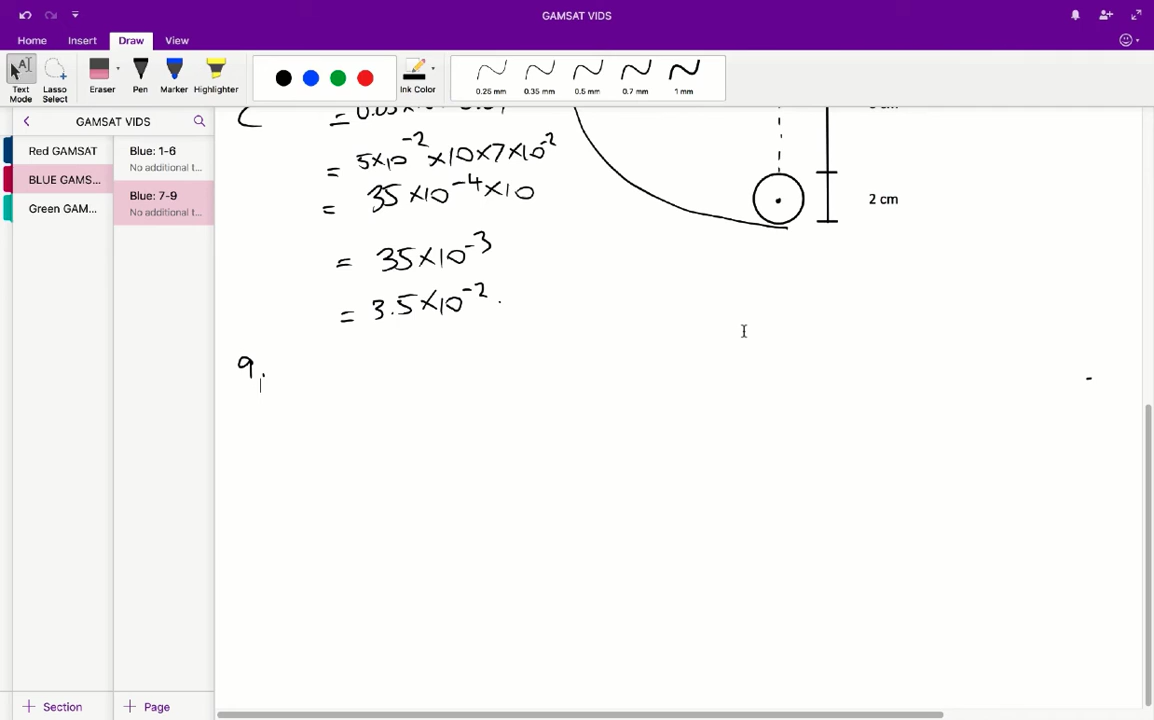 GAMSAT VIDS
Home Insert Draw View
Text Mode Lasso Select Eraser Pen Marker Highlighter Ink Color 0.25 mm 0.35 mm 0.5 mm 0.7 mm 1 mm
GAMSAT VIDS
Red GAMSAT
BLUE GAMS...
Green GAM...
Blue: 1-6
No additional t...
Blue: 7-9
No additional t...
= 5×10⁻²×10×7×10⁻²
= 35×10⁻⁴×10
= 35×10⁻³
= 3.5×10⁻².
2 cm
9.
+ Section + Page